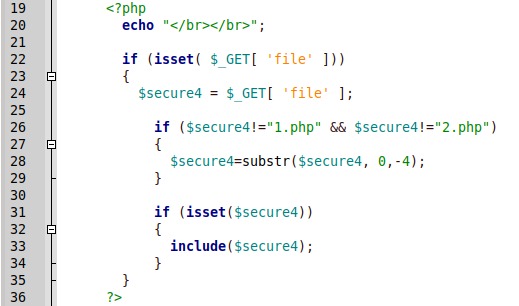 19 <?php
20 echo "</br></br>";
21
22 if (isset( $_GET[ 'file' ]))
23 {
24 $secure4 = $_GET[ 'file' ];
25
26 if ($secure4!="1.php" && $secure4!="2.php")
27 {
28 $secure4=substr($secure4, 0,-4);
29 }
30
31 if (isset($secure4))
32 {
33 include($secure4);
34 }
35 }
36 ?>